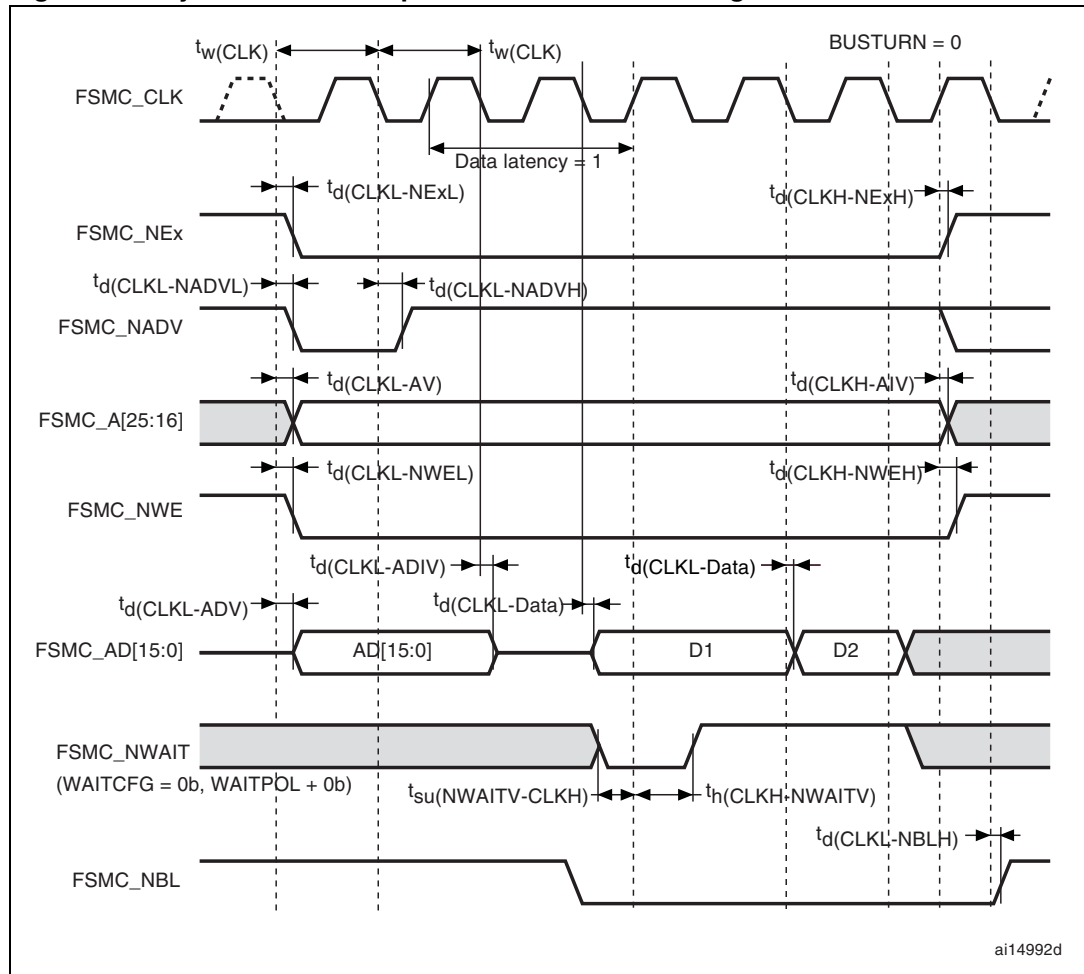 tw(CLK) tw(CLK) BUSTURN = 0
FSMC_CLK
Data latency = 1
td(CLKL-NExL) td(CLKH-NExH)
FSMC_NEx
td(CLKL-NADVL) td(CLKL-NADVH)
FSMC_NADV
td(CLKL-AV) td(CLKH-AIV)
FSMC_A[25:16]
td(CLKL-NWEL) td(CLKH-NWEH)
FSMC_NWE
td(CLKL-ADIV) td(CLKL-Data)
td(CLKL-ADV) td(CLKL-Data)
FSMC_AD[15:0] AD[15:0] D1 D2
FSMC_NWAIT
(WAITCFG = 0b, WAITPOL + 0b)
tsu(NWAITV-CLKH) th(CLKH-NWAITV)
td(CLKL-NBLH)
FSMC_NBL
ai14992d